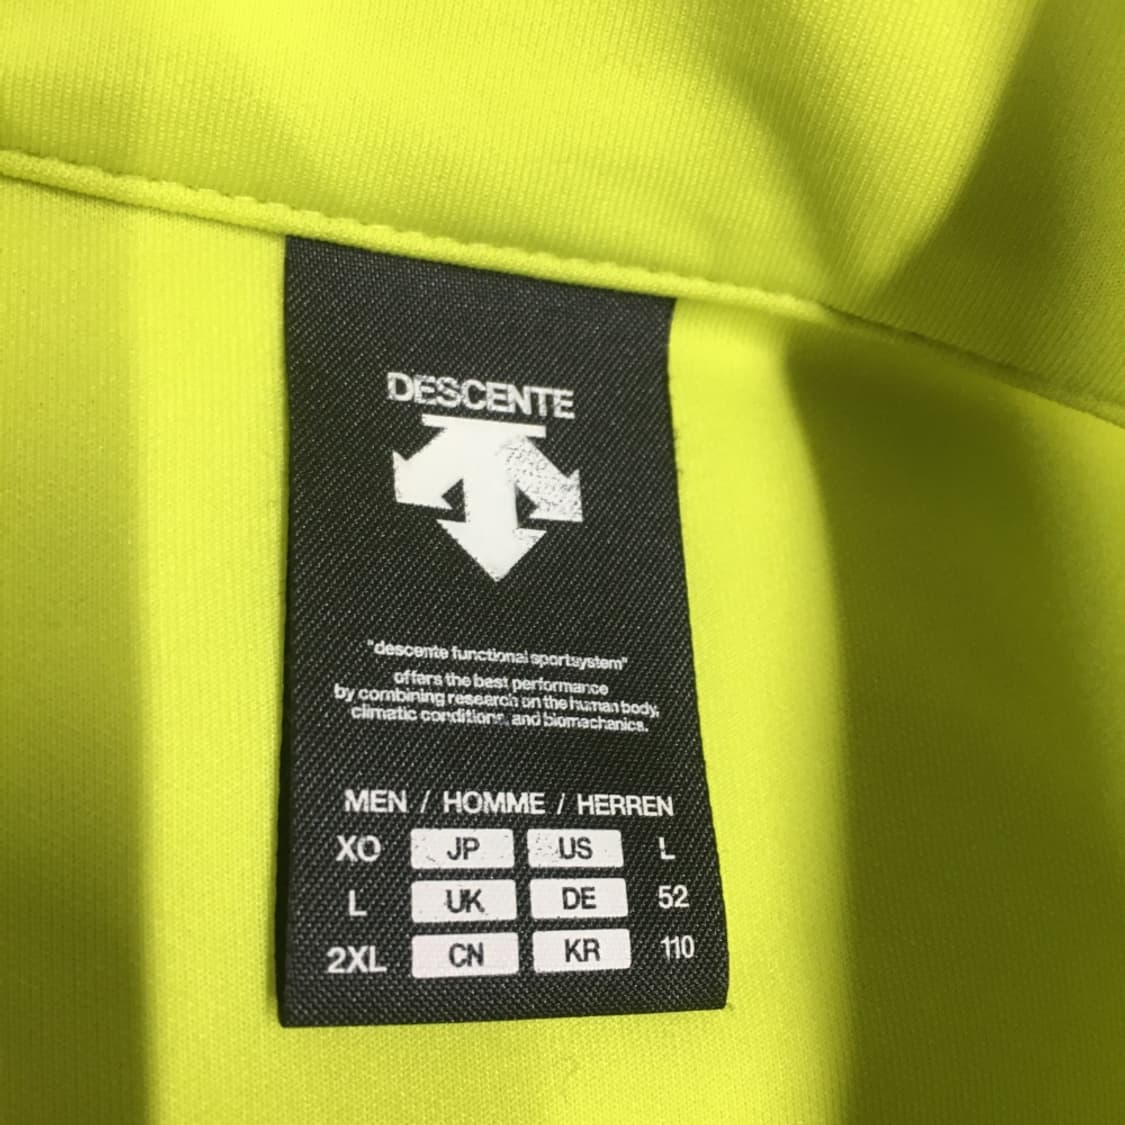 DESCENTE
"descente functional sportsystem"
offers the best performance
by combining research on the human body,
climatic conditions, and biomachanics.
MEN / HOMME / HERREN
XO JP US L
L UK DE 52
2XL CN KR 110